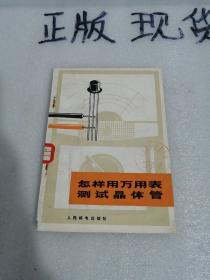 正版 现货
怎样用万用表
测试晶体管
人民邮电出版社